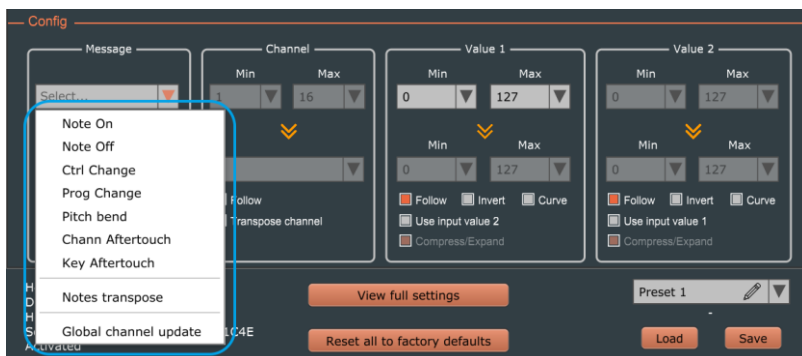 Config
Message
Channel
Value 1
Value 2
Min Max
Min Max
Min Max
Select...
1 16
0 127
0 127
Note On
Note Off
Ctrl Change
Prog Change
Pitch bend
Chann Aftertouch
Key Aftertouch
Notes transpose
Global channel update
Follow
Transpose channel
Min Max
0 127
Follow Invert Curve
Use input value 2
Compress/Expand
Min Max
0 127
Follow Invert Curve
Use input value 1
Compress/Expand
H
D
H
S 1C4E
Activated
View full settings
Reset all to factory defaults
Preset 1
-
Load Save